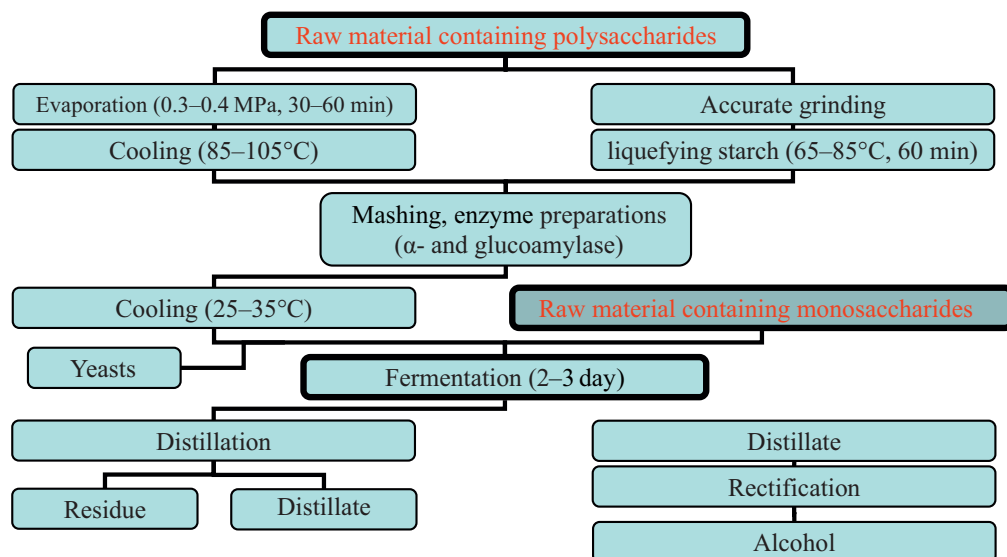 Raw material containing polysaccharides
Evaporation (0.3–0.4 MPa, 30–60 min)
Accurate grinding
Cooling (85–105°C)
liquefying starch (65–85°C, 60 min)
Mashing, enzyme preparations
(α- and glucoamylase)
Cooling (25–35°C)
Raw material containing monosaccharides
Yeasts
Fermentation (2–3 day)
Distillation
Distillate
Residue
Distillate
Rectification
Alcohol